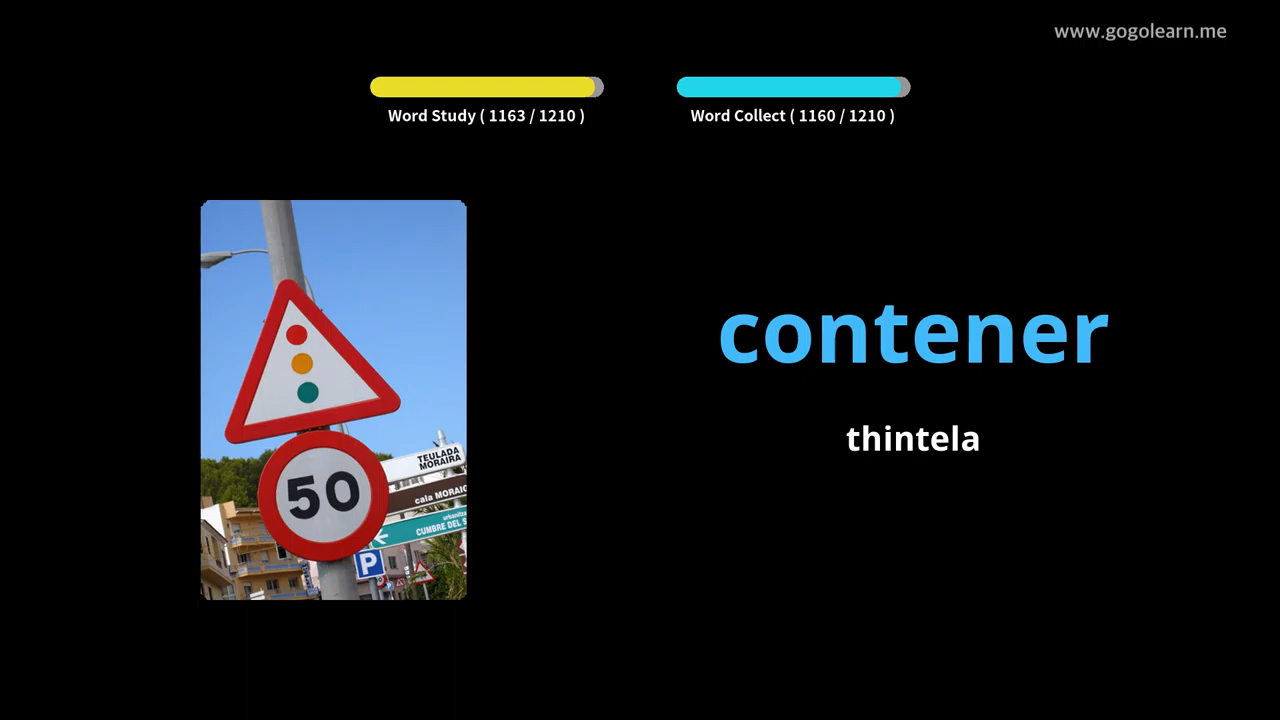 www.gogolearn.me
Word Study ( 1163 / 1210 )
Word Collect ( 1160 / 1210 )
contener
thintela
50
TEULADA
MORAIRA
cala
CUMBRE DEL
P